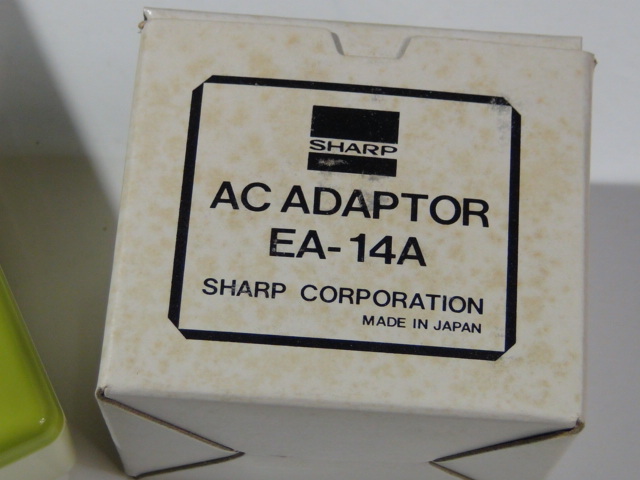 SHARP
AC ADAPTOR
EA-14A
SHARP CORPORATION
MADE IN JAPAN